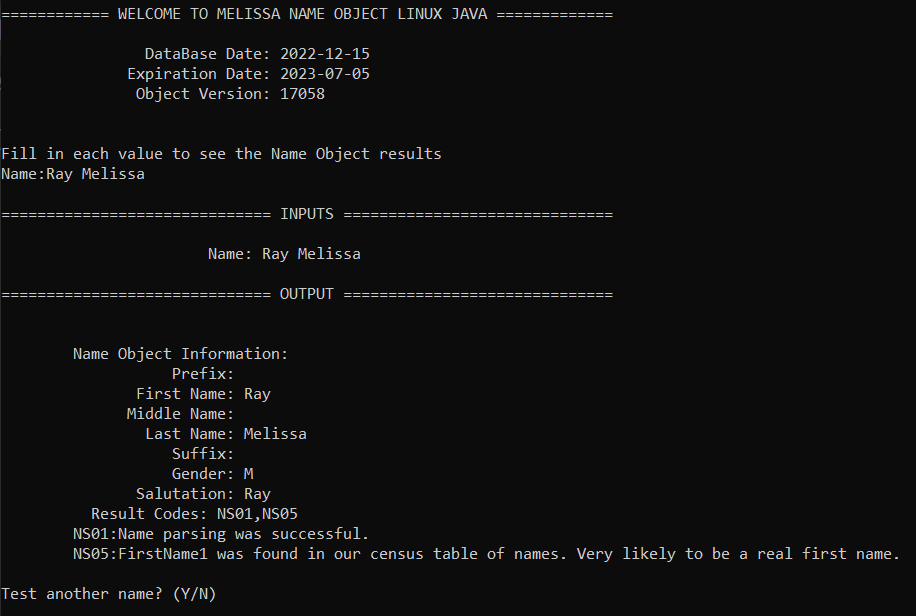 ============ WELCOME TO MELISSA NAME OBJECT LINUX JAVA =============
DataBase Date: 2022-12-15
Expiration Date: 2023-07-05
Object Version: 17058
Fill in each value to see the Name Object results
Name:Ray Melissa
============================== INPUTS ==============================
Name: Ray Melissa
============================== OUTPUT ==============================
Name Object Information:
Prefix:
First Name: Ray
Middle Name:
Last Name: Melissa
Suffix:
Gender: M
Salutation: Ray
Result Codes: NS01,NS05
NS01:Name parsing was successful.
NS05:FirstName1 was found in our census table of names. Very likely to be a real first name.
Test another name? (Y/N)